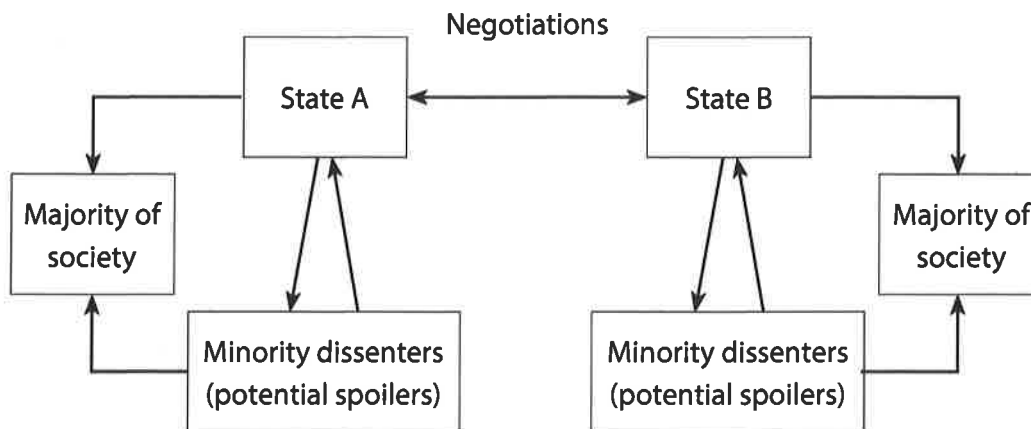 Negotiations
State A
State B
Majority of
society
Majority of
society
Minority dissenters
(potential spoilers)
Minority dissenters
(potential spoilers)